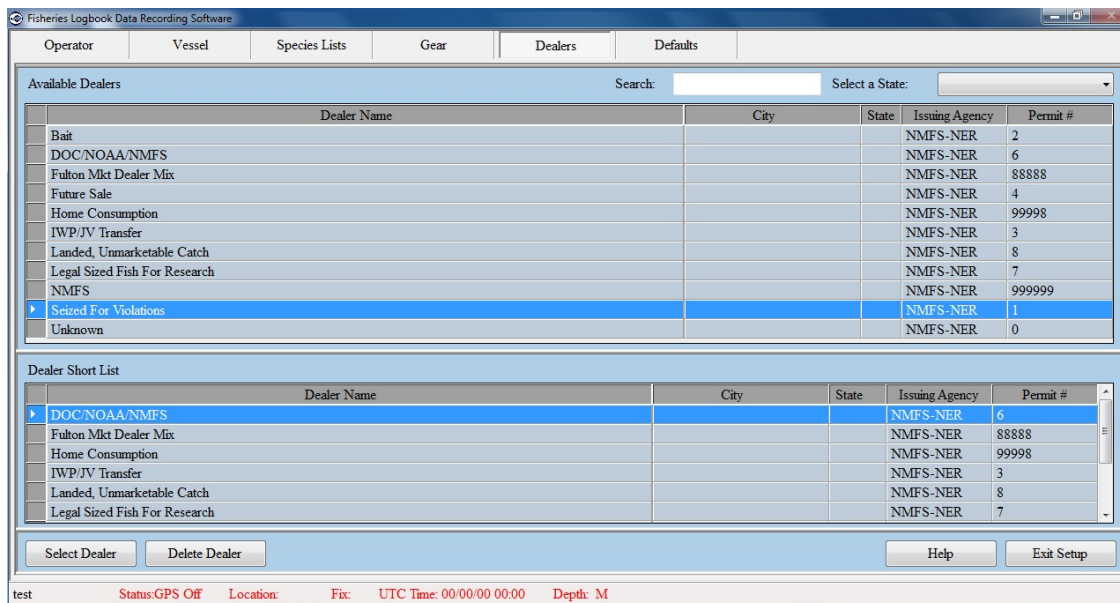 Fisheries Logbook Data Recording Software
Operator Vessel Species Lists Gear Dealers Defaults
Available Dealers Search: Select a State:
Dealer Name City State Issuing Agency Permit #
Bait NMFS-NER 2
DOC/NOAA/NMFS NMFS-NER 6
Fulton Mkt Dealer Mix NMFS-NER 88888
Future Sale NMFS-NER 4
Home Consumption NMFS-NER 99998
IWP/JV Transfer NMFS-NER 3
Landed, Unmarketable Catch NMFS-NER 8
Legal Sized Fish For Research NMFS-NER 7
NMFS NMFS-NER 999999
Seized For Violations NMFS-NER 1
Unknown NMFS-NER 0
Dealer Short List
Dealer Name City State Issuing Agency Permit #
DOC/NOAA/NMFS NMFS-NER 6
Fulton Mkt Dealer Mix NMFS-NER 88888
Home Consumption NMFS-NER 99998
IWP/JV Transfer NMFS-NER 3
Landed, Unmarketable Catch NMFS-NER 8
Legal Sized Fish For Research NMFS-NER 7
Select Dealer Delete Dealer Help Exit Setup
test Status:GPS Off Location: Fix: UTC Time: 00/00/00 00:00 Depth: M